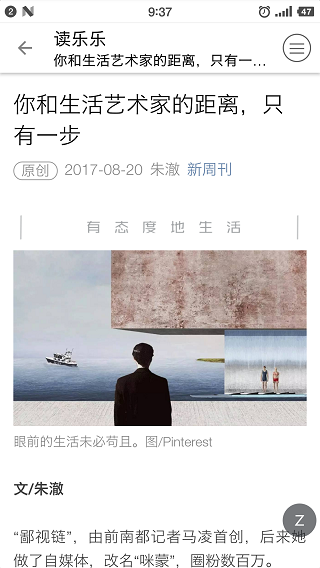 2 N 9:37 47
读乐乐
你和生活艺术家的距离，只有一…
你和生活艺术家的距离，只
有一步
原创 2017-08-20 朱澈 新周刊
有态度地生活
眼前的生活未必苟且。图/Pinterest
文/朱澈
“鄙视链”，由前南都记者马凌首创，后来她
做了自媒体，改名“咪蒙”，圈粉数百万。
Z